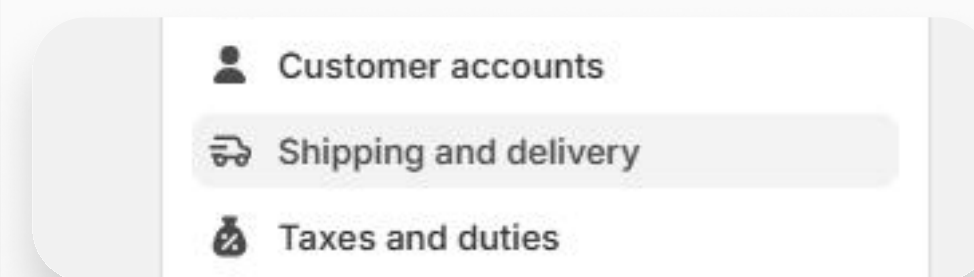 Customer accounts
Shipping and delivery
Taxes and duties